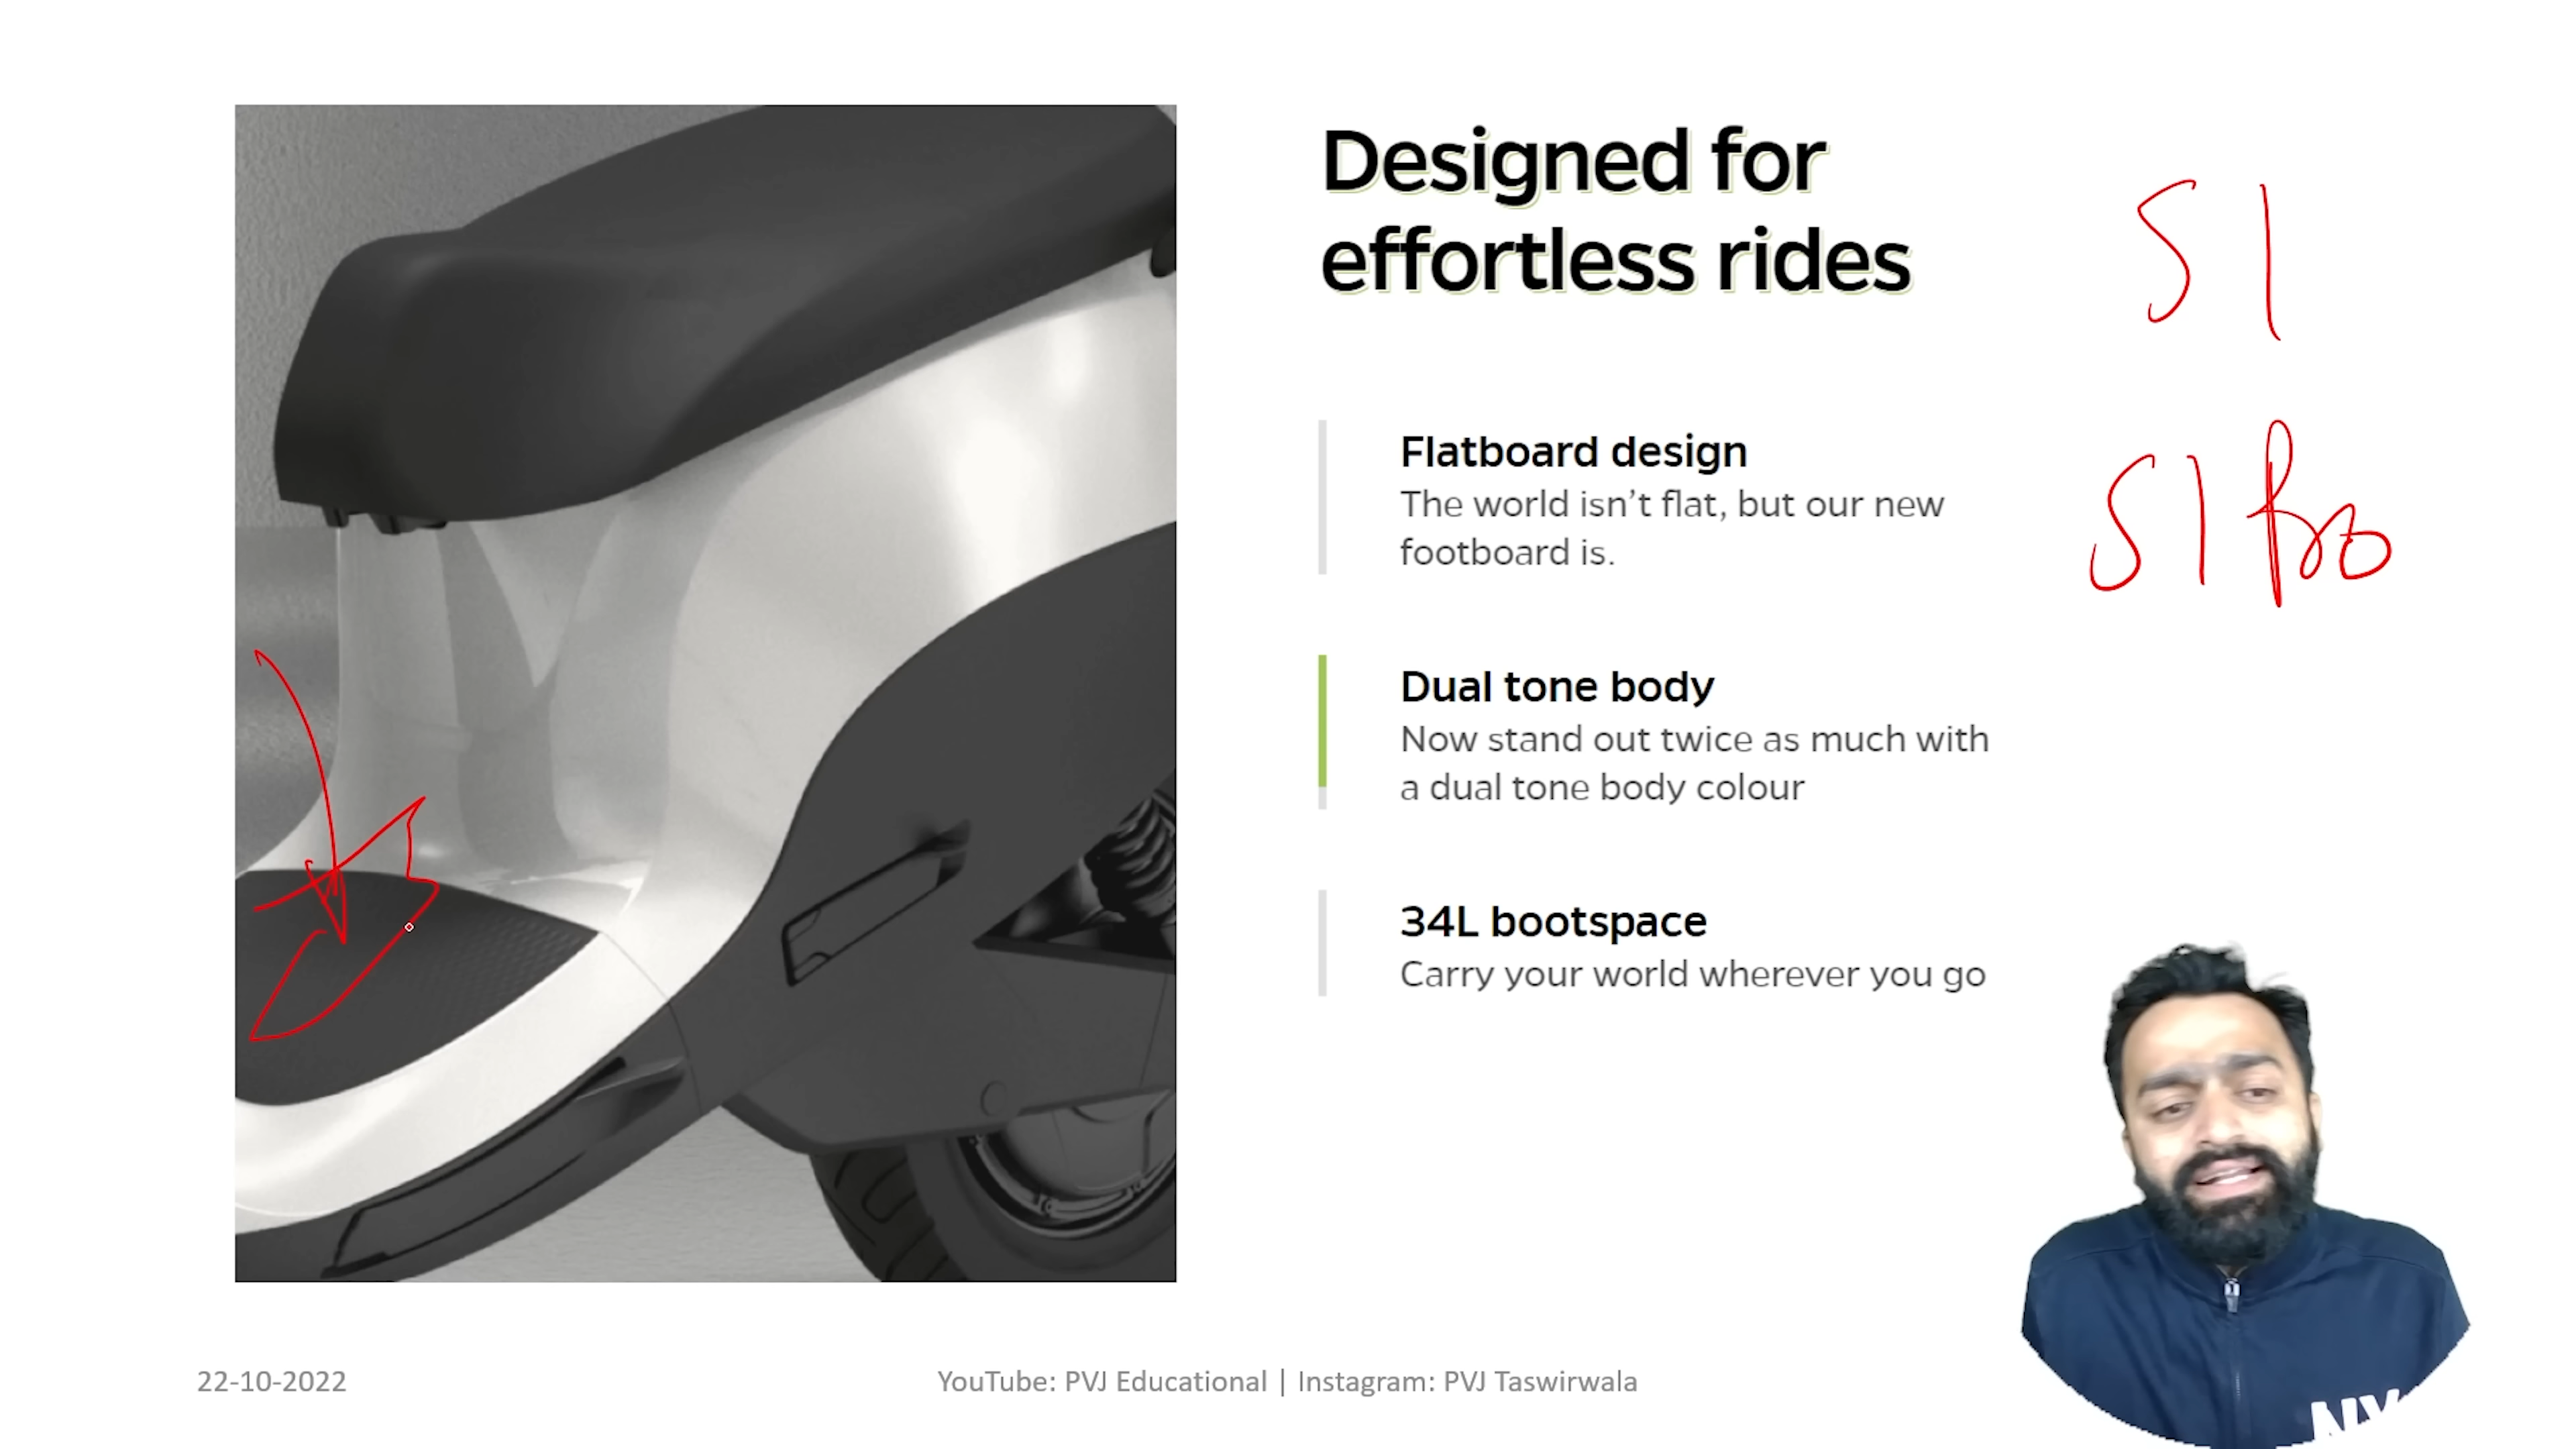 Designed for
effortless rides
S1
Flatboard design
The world isn't flat, but our new
footboard is.
S1 Pro
Dual tone body
Now stand out twice as much with
a dual tone body colour
34L bootspace
Carry your world wherever you go
22-10-2022
YouTube: PVJ Educational | Instagram: PVJ Taswirwala